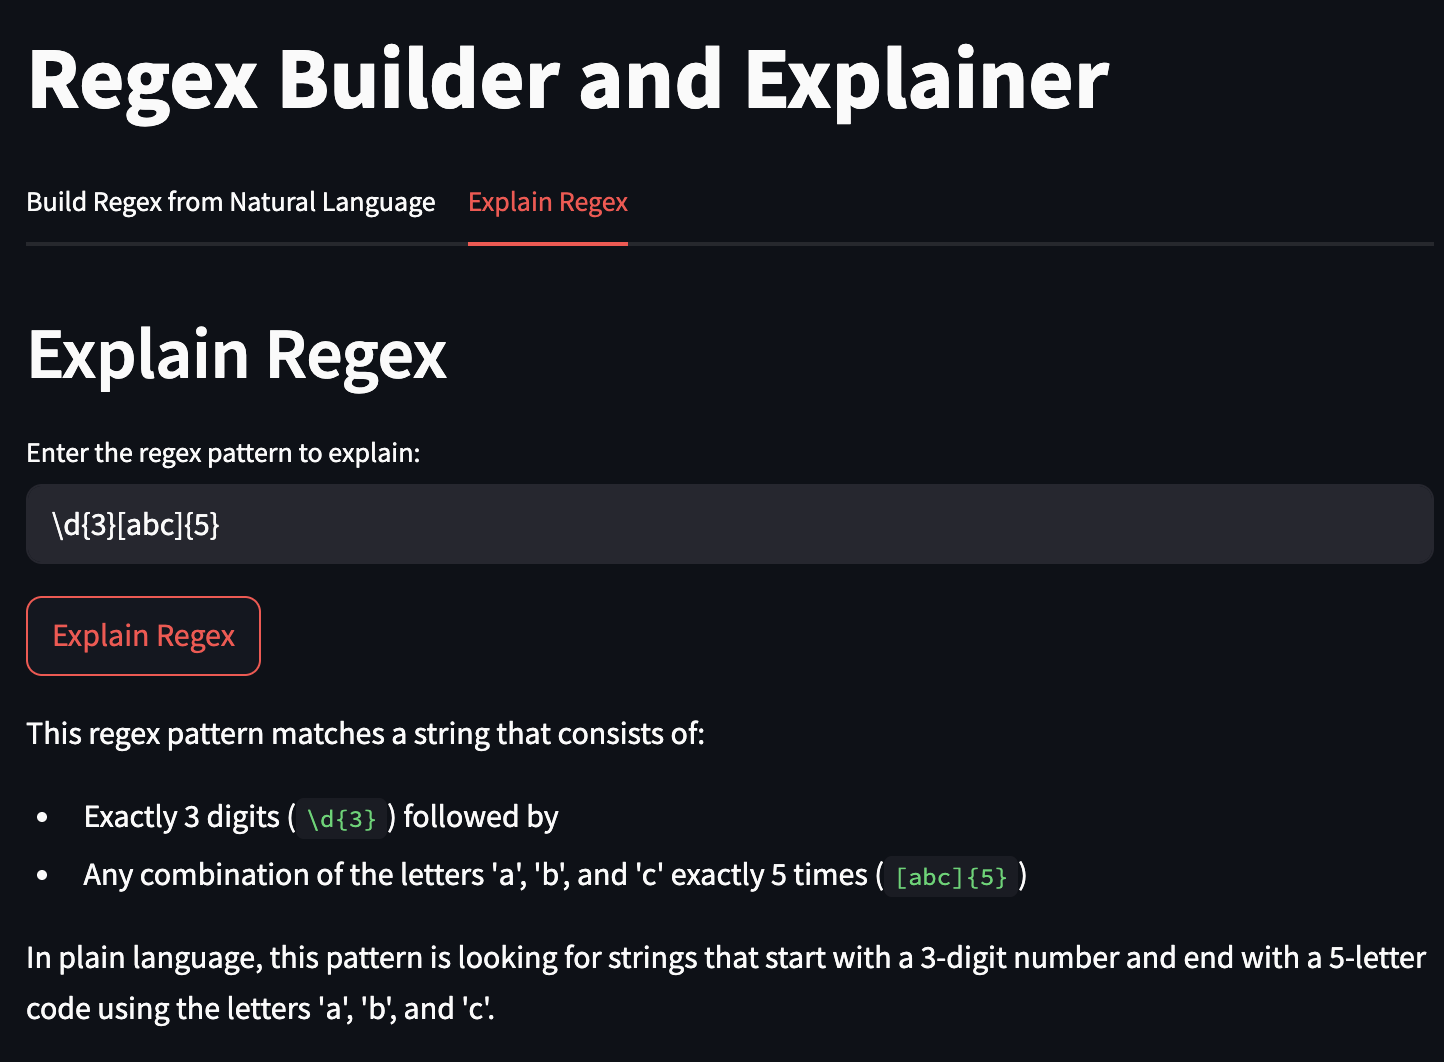 Regex Builder and Explainer
Build Regex from Natural Language Explain Regex
Explain Regex
Enter the regex pattern to explain:
\d{3}[abc]{5}
Explain Regex
This regex pattern matches a string that consists of:
• Exactly 3 digits ( \d{3} ) followed by
• Any combination of the letters 'a', 'b', and 'c' exactly 5 times ( [abc]{5} )
In plain language, this pattern is looking for strings that start with a 3-digit number and end with a 5-letter
code using the letters 'a', 'b', and 'c'.